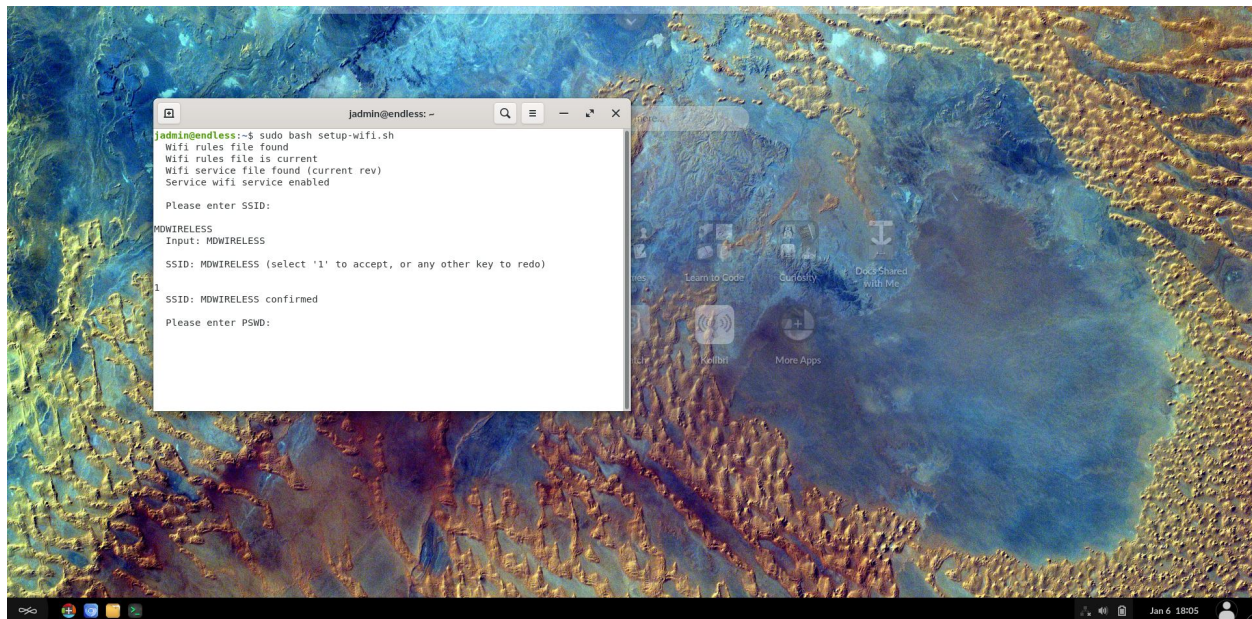 jadmin@endless: ~
jadmin@endless:~$ sudo bash setup-wifi.sh
Wifi rules file found
Wifi rules file is current
Wifi service file found (current rev)
Service wifi service enabled
Please enter SSID:
MDWIRELESS
Input: MDWIRELESS
SSID: MDWIRELESS (select '1' to accept, or any other key to redo)
1
SSID: MDWIRELESS confirmed
Please enter PSWD:
Learn to Code
Curiosity
Docs Shared
with Me
Kolibri
More Apps
Jan 6 18:05